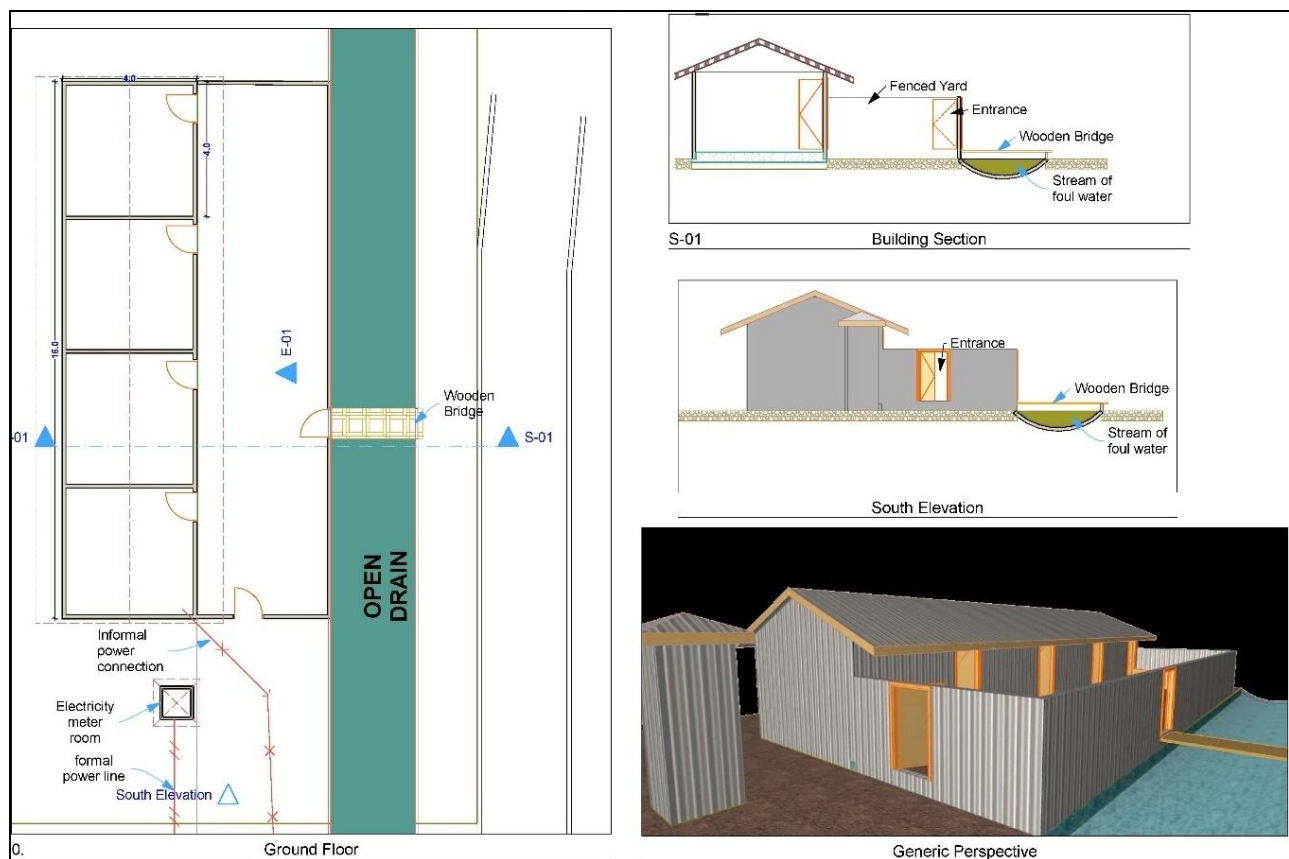 4.0
4.0
16.0
E-01
Wooden
Bridge
-01
S-01
OPEN
DRAIN
Informal
power
connection
Electricity
meter
room
formal
power line
South Elevation
0.
Ground Floor
Fenced Yard
Entrance
Wooden Bridge
Stream of
foul water
S-01
Building Section
Entrance
Wooden Bridge
Stream of
foul water
South Elevation
Generic Perspective